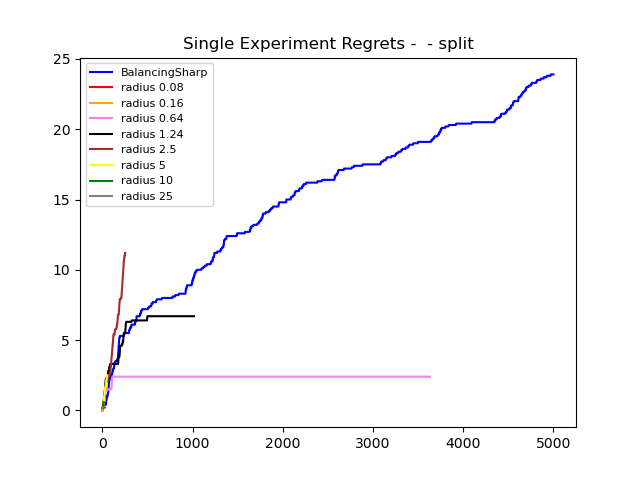 Single Experiment Regrets -  - split
25
20
15
10
5
0
BalancingSharp
radius 0.08
radius 0.16
radius 0.64
radius 1.24
radius 2.5
radius 5
radius 10
radius 25
0 1000 2000 3000 4000 5000